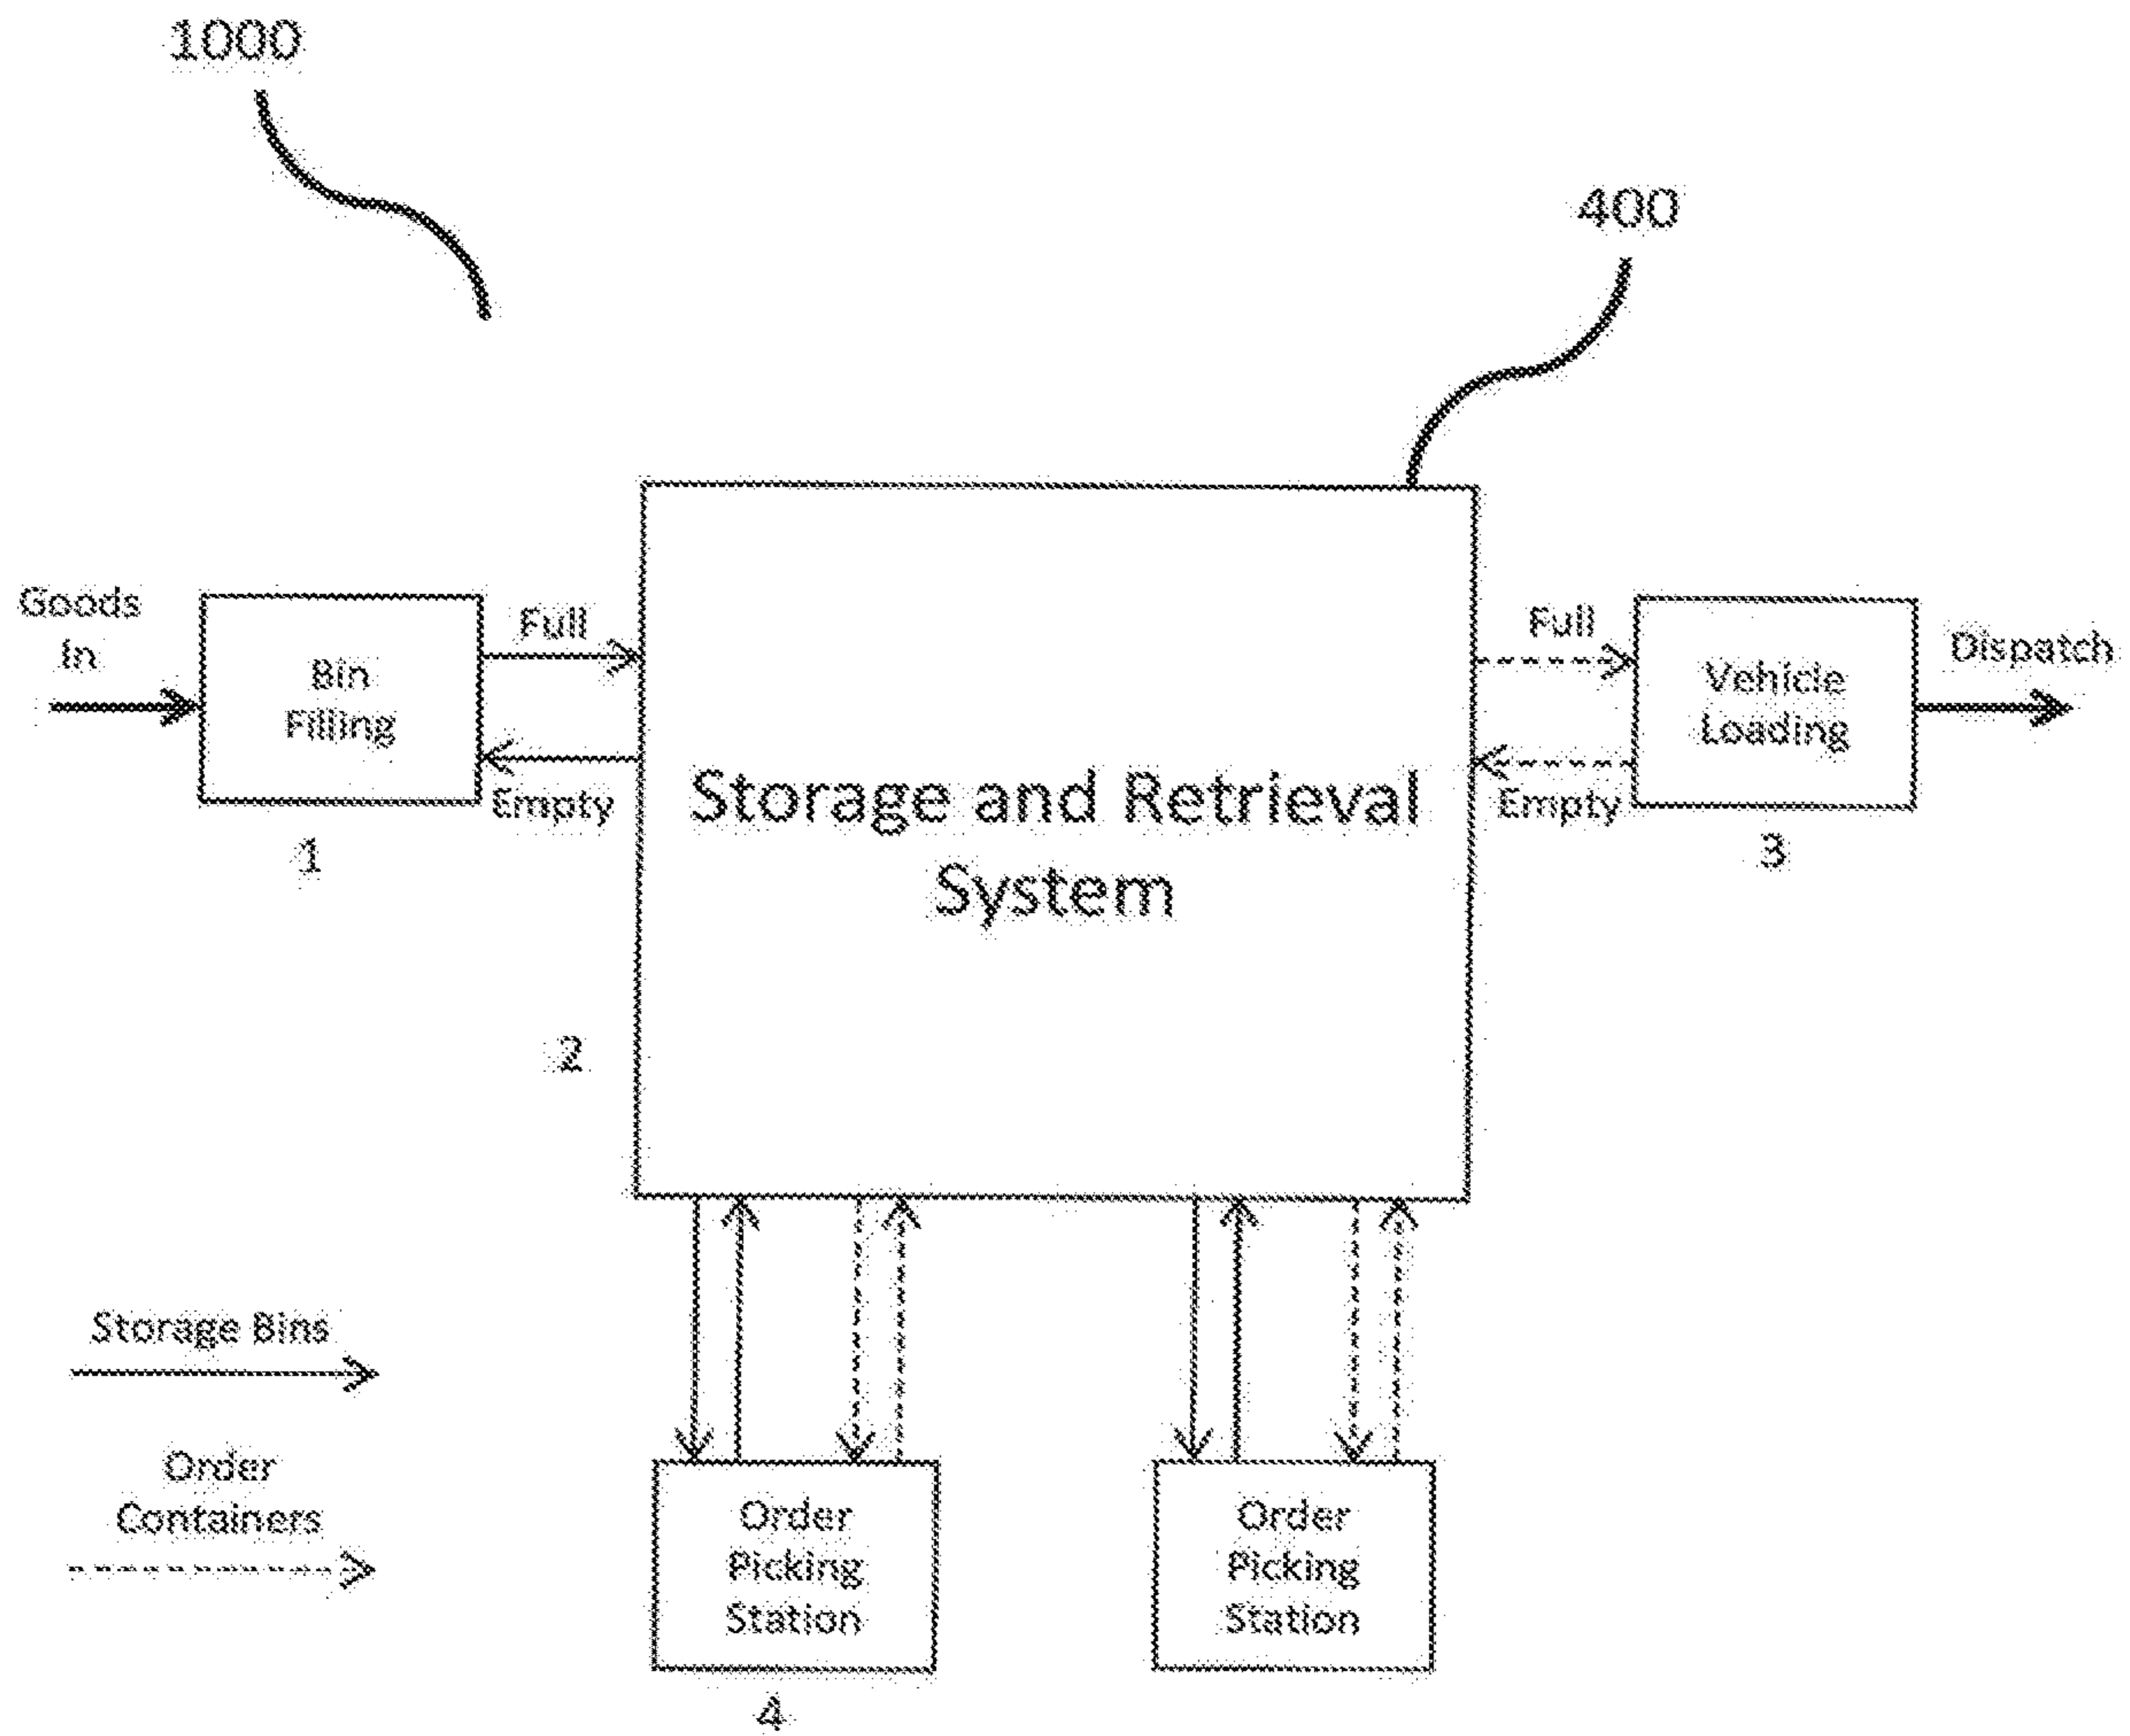 1000
400
Goods
In
Bin
Filling
1
Full
Empty
Storage and Retrieval
System
2
Full
Empty
Vehicle
Loading
3
Dispatch
Storage Bins
Order
Containers
Order
Picking
Station
4
Order
Picking
Station